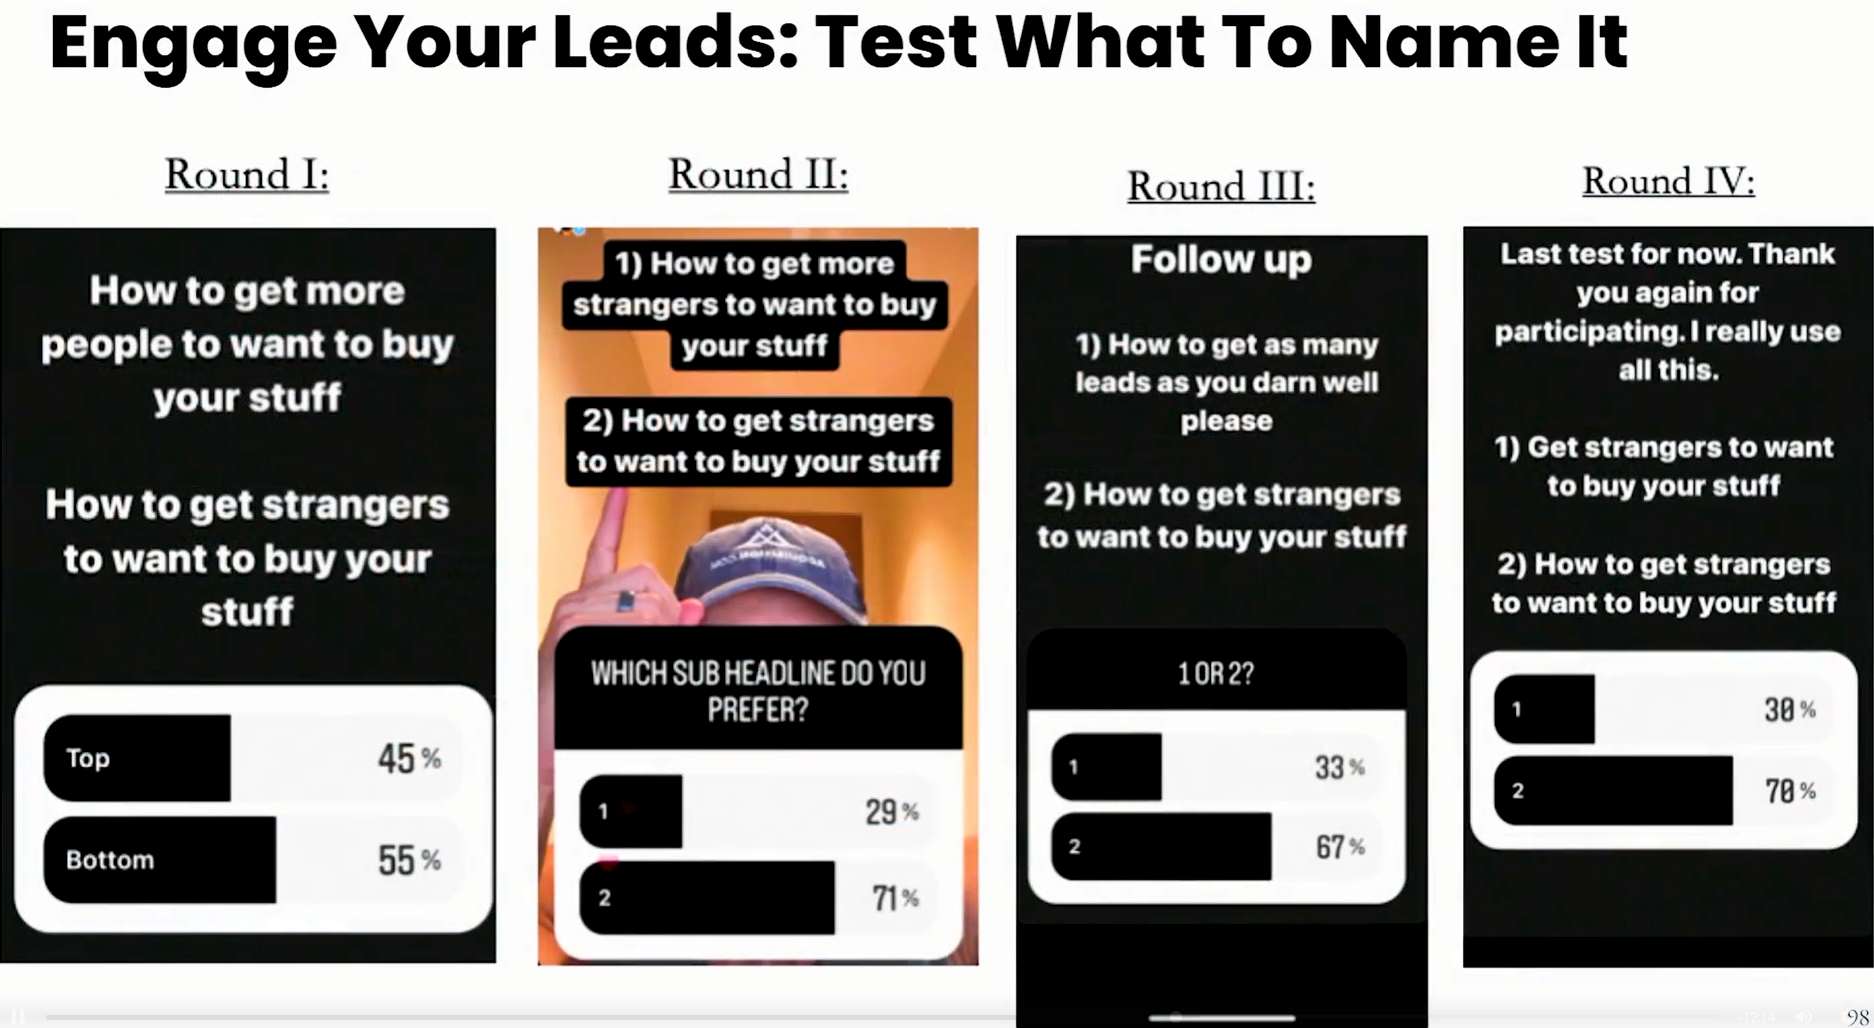 Engage Your Leads: Test What To Name It
Round I:
How to get more
people to want to buy
your stuff
How to get strangers
to want to buy your
stuff
Top 45%
Bottom 55%
Round II:
1) How to get more
strangers to want to buy
your stuff
2) How to get strangers
to want to buy your stuff
WHICH SUB HEADLINE DO YOU
PREFER?
1 29%
2 71%
Round III:
Follow up
1) How to get as many
leads as you darn well
please
2) How to get strangers
to want to buy your stuff
1 OR 2?
1 33%
2 67%
Round IV:
Last test for now. Thank
you again for
participating. I really use
all this.
1) Get strangers to want
to buy your stuff
2) How to get strangers
to want to buy your stuff
1 30%
2 70%
98